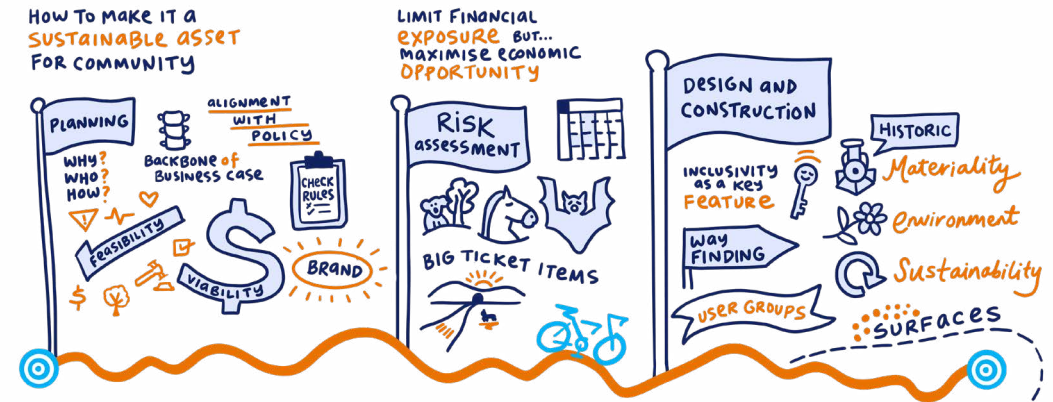 HOW TO MAKE IT A
SUSTAINABLE ASSET
FOR COMMUNITY
PLANNING
WHY?
WHO?
HOW?
BACKBONE OF
BUSINESS CASE
ALIGNMENT
WITH
POLICY
CHECK
RULES
FEASIBILITY
VIABILITY
BRAND
LIMIT FINANCIAL
EXPOSURE BUT...
MAXIMISE ECONOMIC
OPPORTUNITY
RISK
ASSESSMENT
BIG TICKET ITEMS
DESIGN AND
CONSTRUCTION
INCLUSIVITY
AS A KEY
FEATURE
HISTORIC
Materiality
environment
Sustainability
WAY
FINDING
USER GROUPS
SURFACES